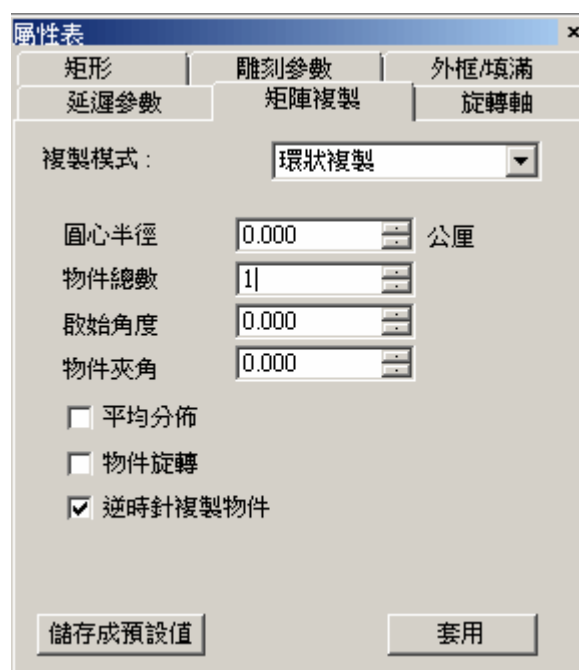 屬性表
矩形 雕刻參數 外框/填滿
延遲參數 矩陣複製 旋轉軸
複製模式 : 環狀複製
圓心半徑 0.000 公厘
物件總數 1
啟始角度 0.000
物件夾角 0.000
平均分佈
物件旋轉
逆時針複製物件
儲存成預設值 套用